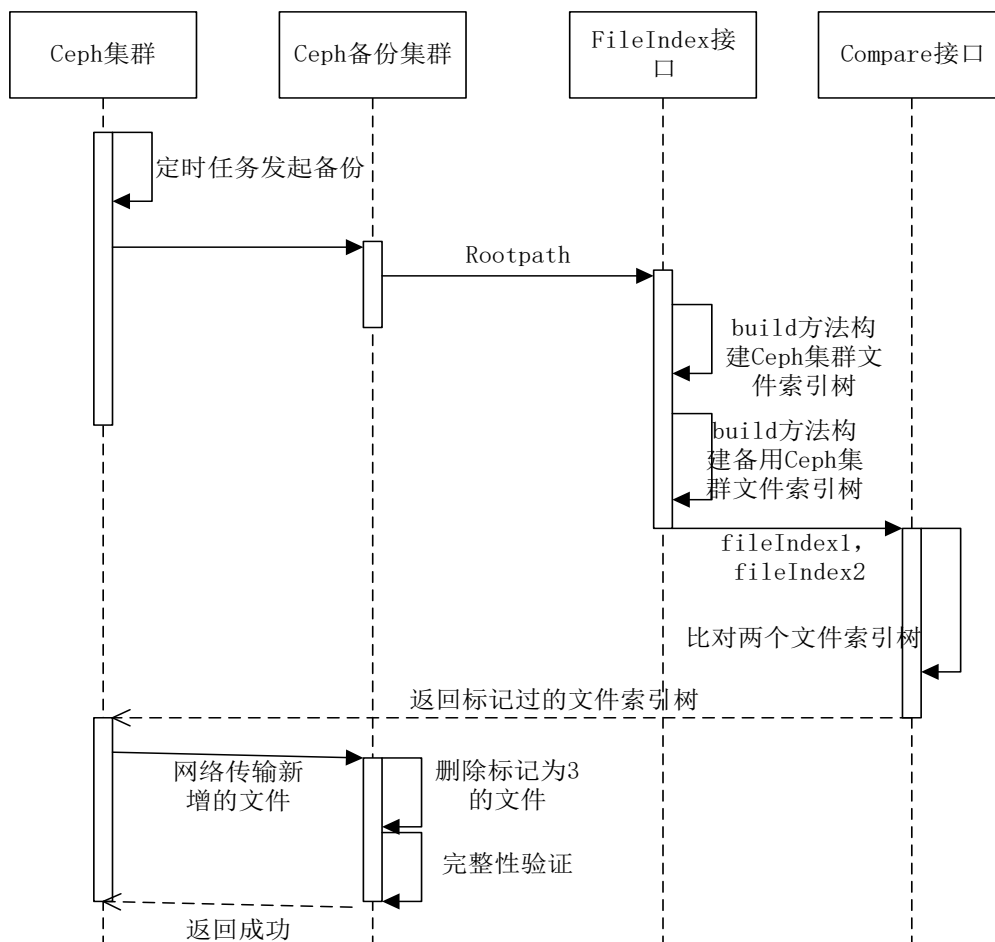 Ceph集群
Ceph备份集群
FileIndex接
口
Compare接口
定时任务发起备份
Rootpath
build方法构
建Ceph集群文
件索引树
build方法构
建备用Ceph集
群文件索引树
fileIndex1，
fileIndex2
比对两个文件索引树
返回标记过的文件索引树
网络传输新
增的文件
删除标记为3
的文件
完整性验证
返回成功